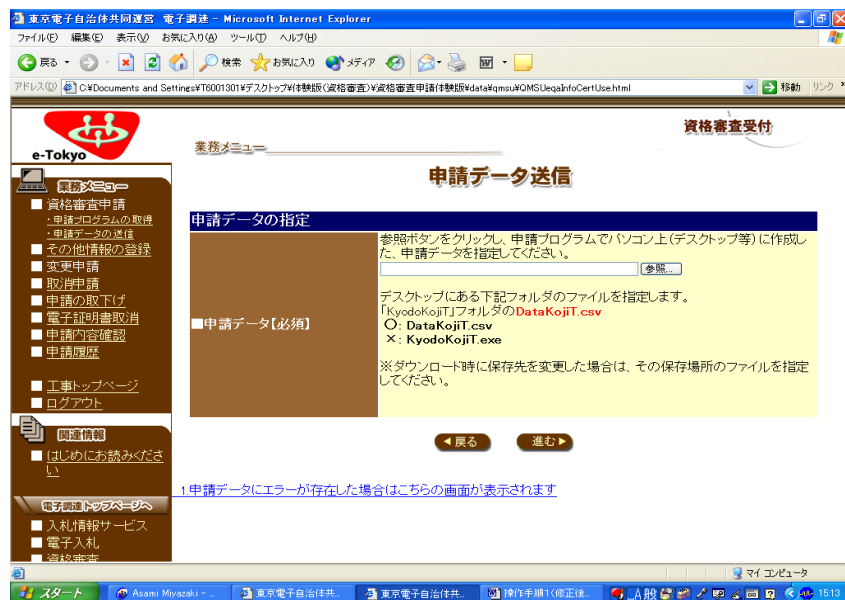 東京電子自治体共同運営 電子調達 - Microsoft Internet Explorer
ファイル(F) 編集(E) 表示(V) お気に入り(A) ツール(T) ヘルプ(H)
戻る 検索 お気に入り メディア
アドレス(D) C:¥Documents and Settings¥T6001301¥デスクトップ¥体験版(資格審査)¥資格審査申請(体験版)¥data¥qmsu¥QMSUeqaInfoCertUse.html 移動 リンク
e-Tokyo
業務メニュー
資格審査受付
申請データ送信
業務メニュー
■ 資格審査申請
・申請プログラムの取得
・申請データの送信
■ その他情報の登録
■ 変更申請
■ 取消申請
■ 申請の取下げ
■ 電子証明書取消
■ 申請内容確認
■ 申請履歴
■ 工事トップページ
■ ログアウト
関連情報
■ はじめにお読みくださ
い
電子調達トップページへ
■ 入札情報サービス
■ 電子入札
■ 資格審査
申請データの指定
■申請データ【必須】
参照ボタンをクリックし、申請プログラムでパソコン上(デスクトップ等)に作成し
た、申請データを指定してください。
参照...
デスクトップにある下記フォルダのファイルを指定します。
「KyodoKojiT」フォルダのDataKojiT.csv
○: DataKojiT.csv
×: KyodoKojiT.exe
※ダウンロード時に保存先を変更した場合は、その保存場所のファイルを指定
してください。
戻る 進む
1.申請データにエラーが存在した場合はこちらの画面が表示されます
マイ コンピュータ
スタート Asami Miyazaki - ... 東京電子自治体共... 東京電子自治体共... 操作手順1(修正後... A 般 15:13